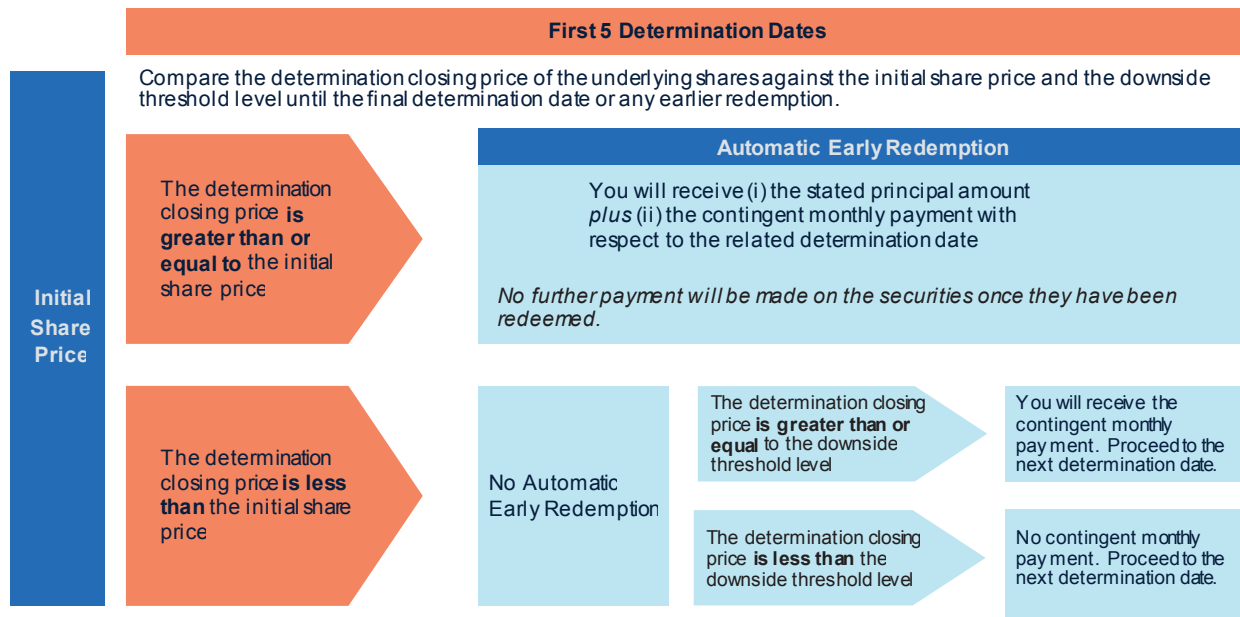 First 5 Determination Dates
Compare the determination closing price of the underlying shares against the initial share price and the downside
threshold level until the final determination date or any earlier redemption.
Initial
Share
Price
The determination
closing price is
greater than or
equal to the initial
share price
Automatic Early Redemption
You will receive (i) the stated principal amount
plus (ii) the contingent monthly payment with
respect to the related determination date
No further payment will be made on the securities once they have been
redeemed.
The determination
closing price is less
than the initial share
price
No Automatic
Early Redemption
The determination closing
price is greater than or
equal to the downside
threshold level
You will receive the
contingent monthly
payment. Proceed to the
next determination date.
The determination closing
price is less than the
downside threshold level
No contingent monthly
payment. Proceed to the
next determination date.